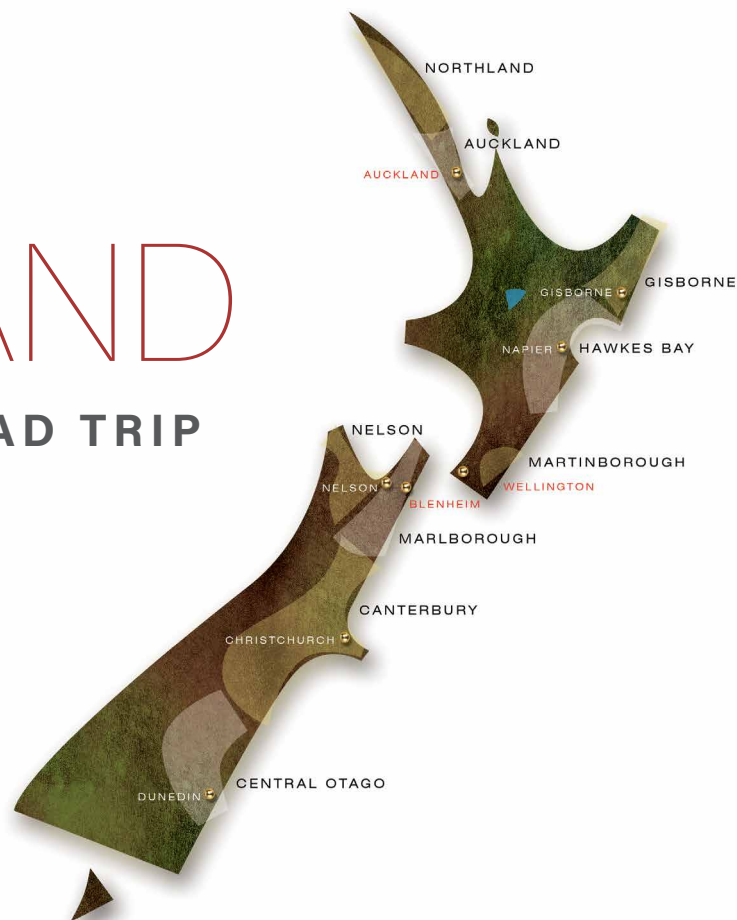 NORTHLAND
AUCKLAND
AUCKLAND
AND
GISBORNE
GISBORNE
NAPIER
HAWKES BAY
AD TRIP
NELSON
MARTINBOROUGH
NELSON
WELLINGTON
BLENHEIM
MARLBOROUGH
CANTERBURY
CHRISTCHURCH
CENTRAL OTAGO
DUNEDIN